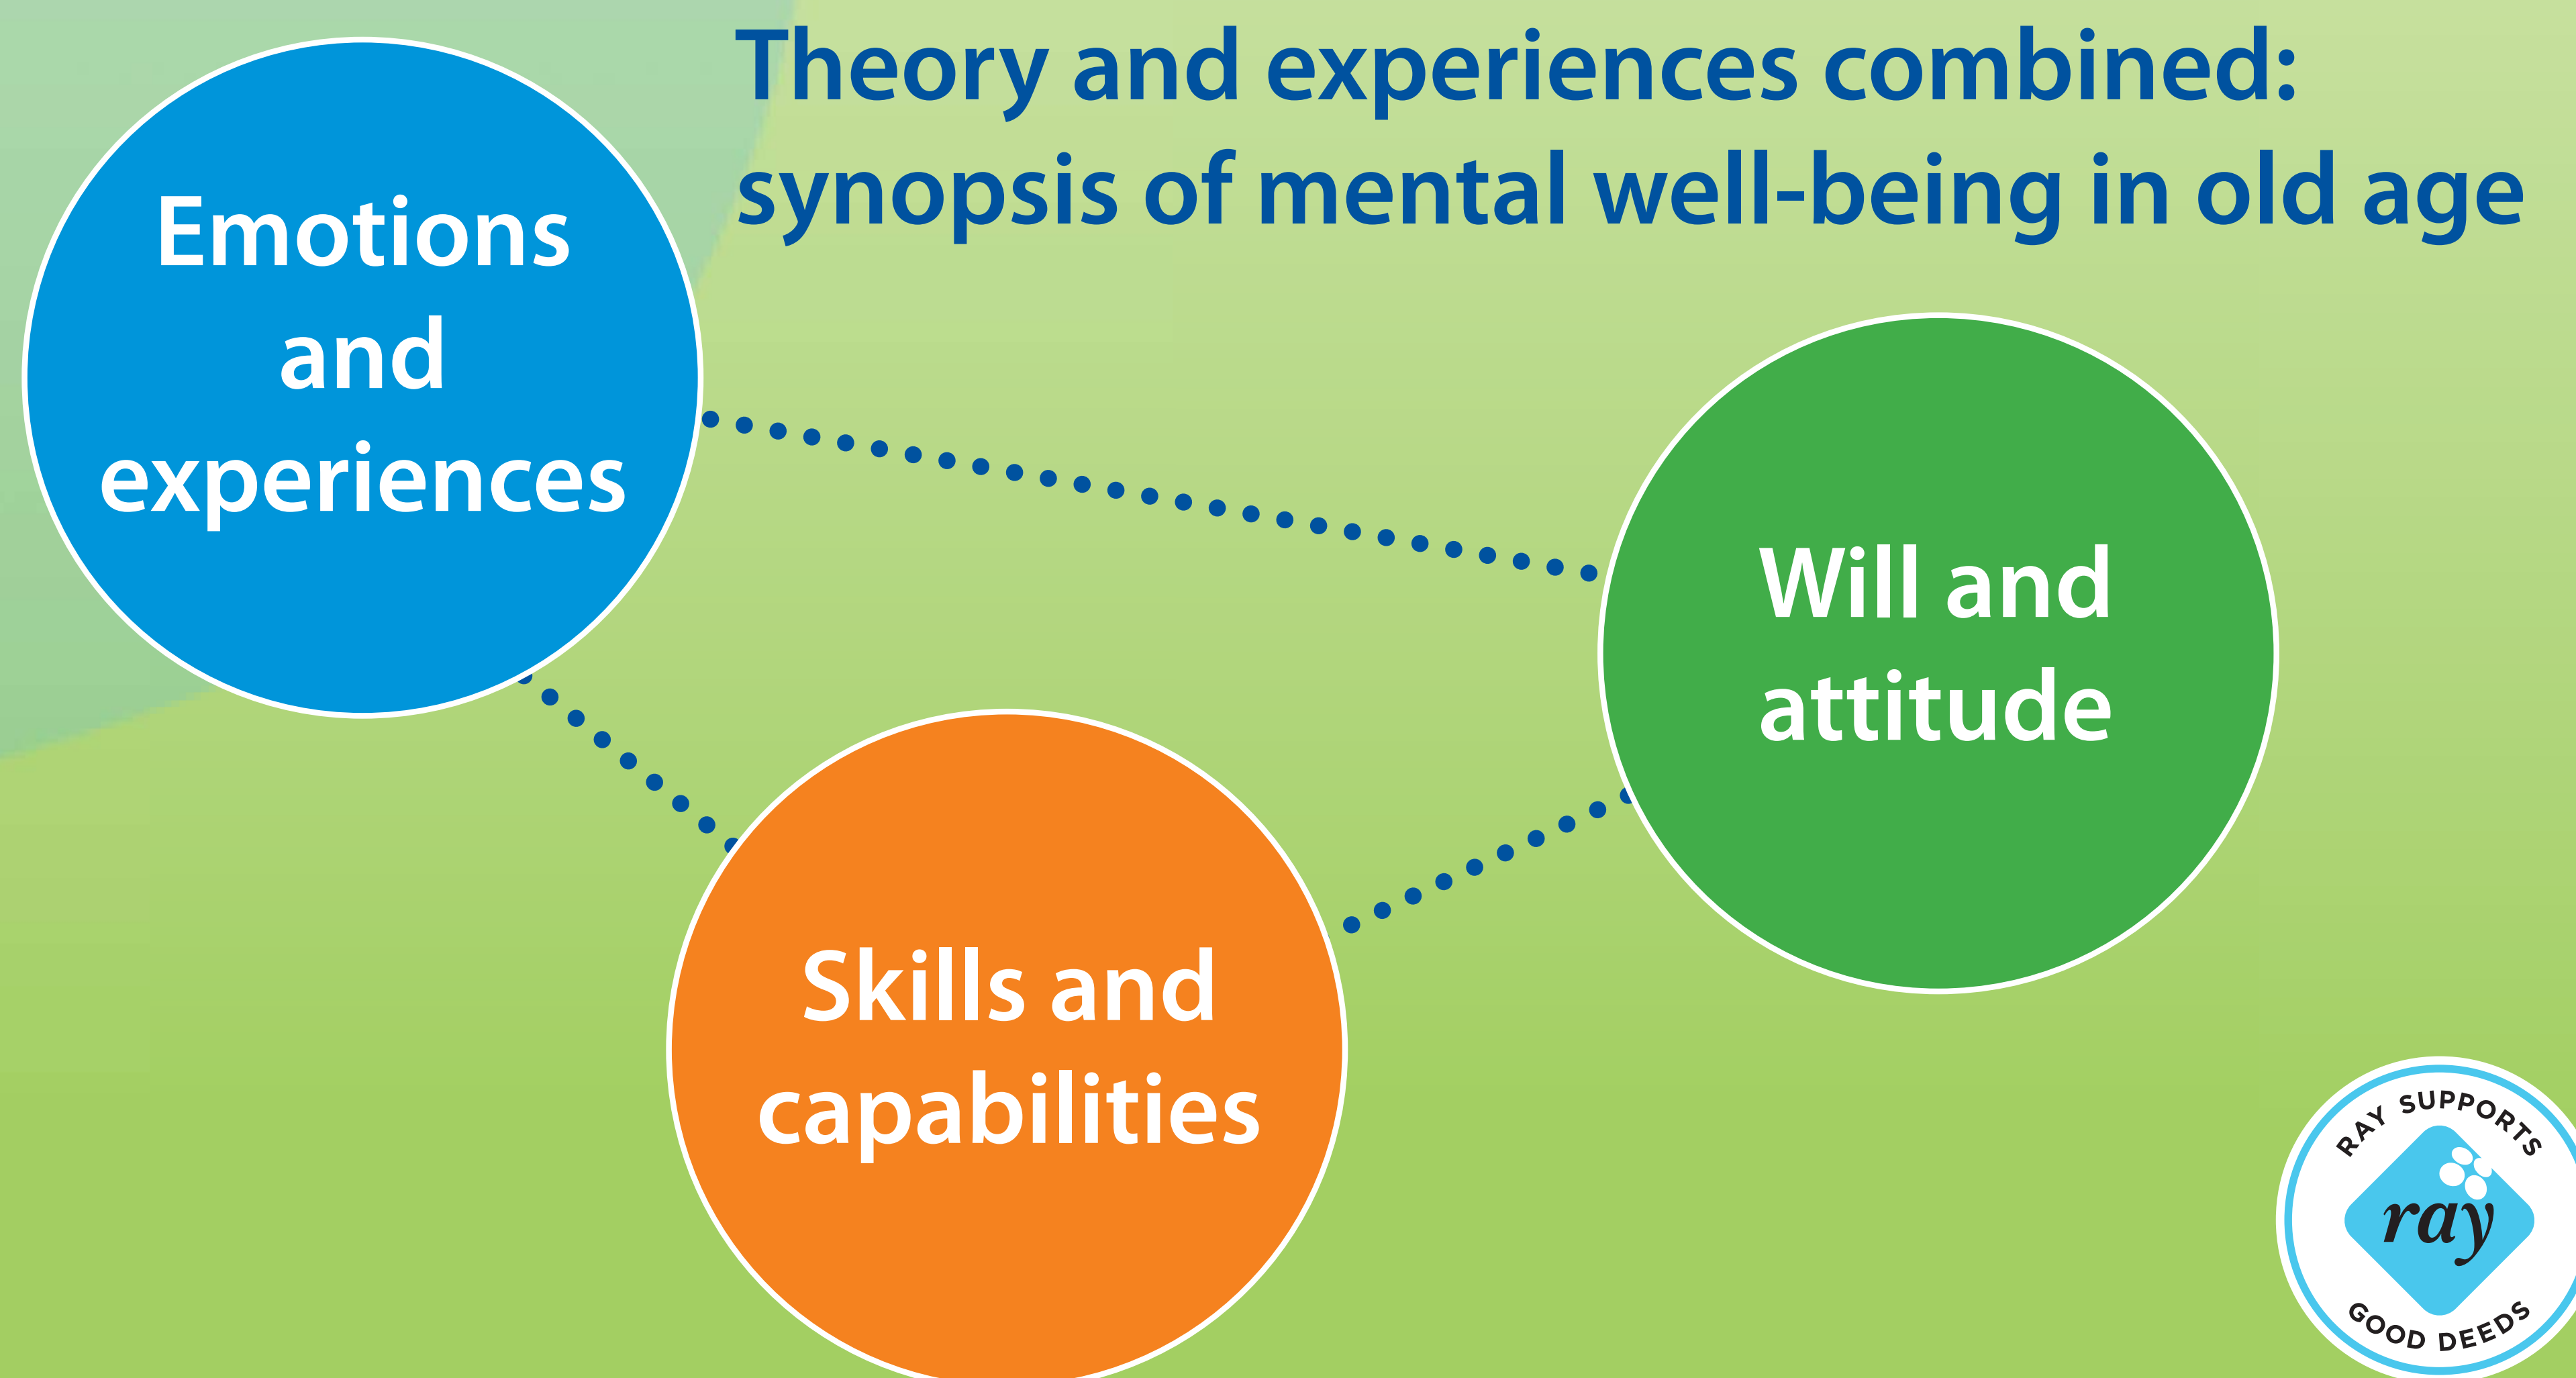 Theory and experiences combined:
synopsis of mental well-being in old age
Emotions
and
experiences
Will and
attitude
Skills and
capabilities
RAY SUPPORTS
ray
GOOD DEEDS